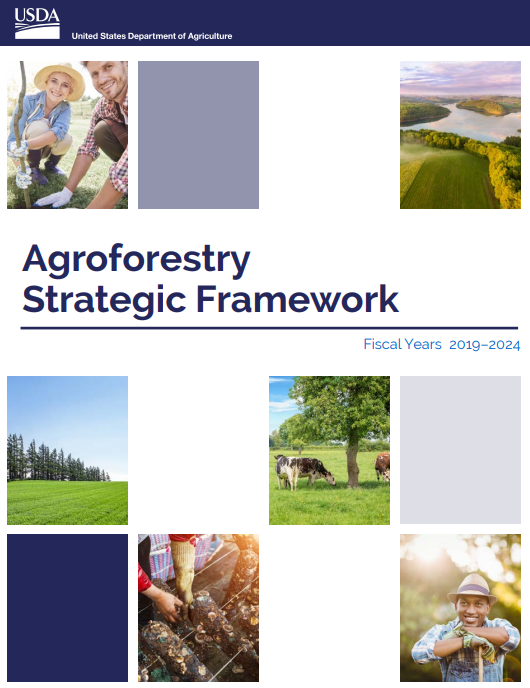 USDA
United States Department of Agriculture
Agroforestry
Strategic Framework
Fiscal Years 2019–2024